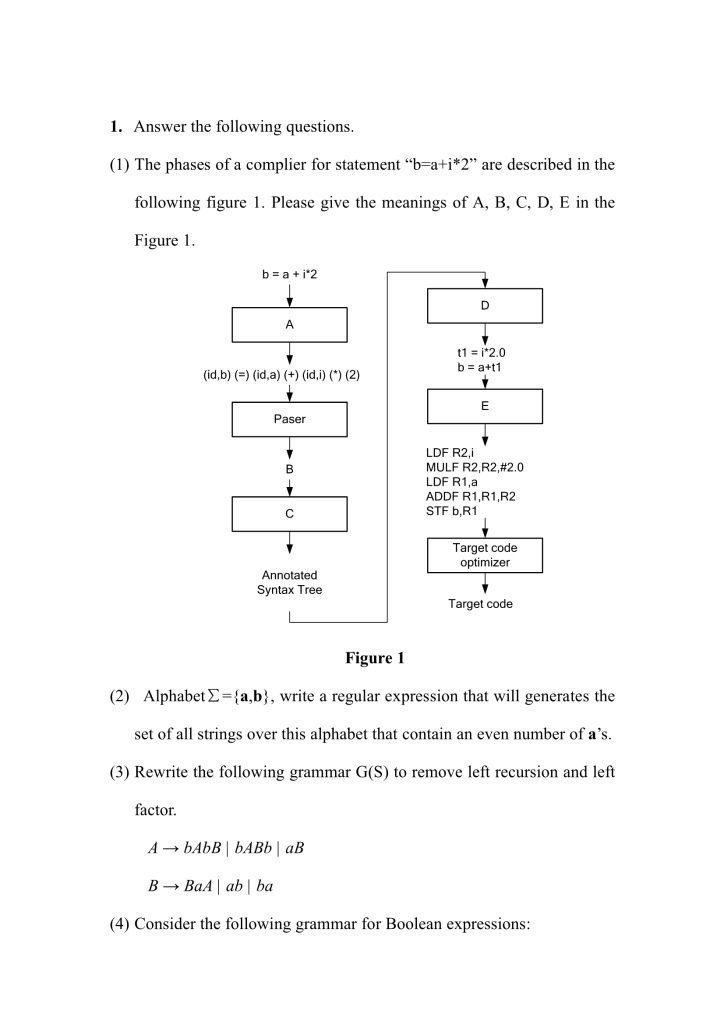 1. Answer the following questions.
(1) The phases of a complier for statement “b=a+i*2” are described in the
following figure 1. Please give the meanings of A, B, C, D, E in the
Figure 1.
b = a + i*2
A
(id,b) (=) (id,a) (+) (id,i) (*) (2)
Paser
B
C
Annotated
Syntax Tree
D
t1 = i*2.0
b = a+t1
E
LDF R2,i
MULF R2,R2,#2.0
LDF R1,a
ADDF R1,R1,R2
STF b,R1
Target code
optimizer
Target code
Figure 1
(2) Alphabet∑={a,b}, write a regular expression that will generates the
set of all strings over this alphabet that contain an even number of a’s.
(3) Rewrite the following grammar G(S) to remove left recursion and left
factor.
A → bAbB | bABb | aB
B → BaA | ab | ba
(4) Consider the following grammar for Boolean expressions: